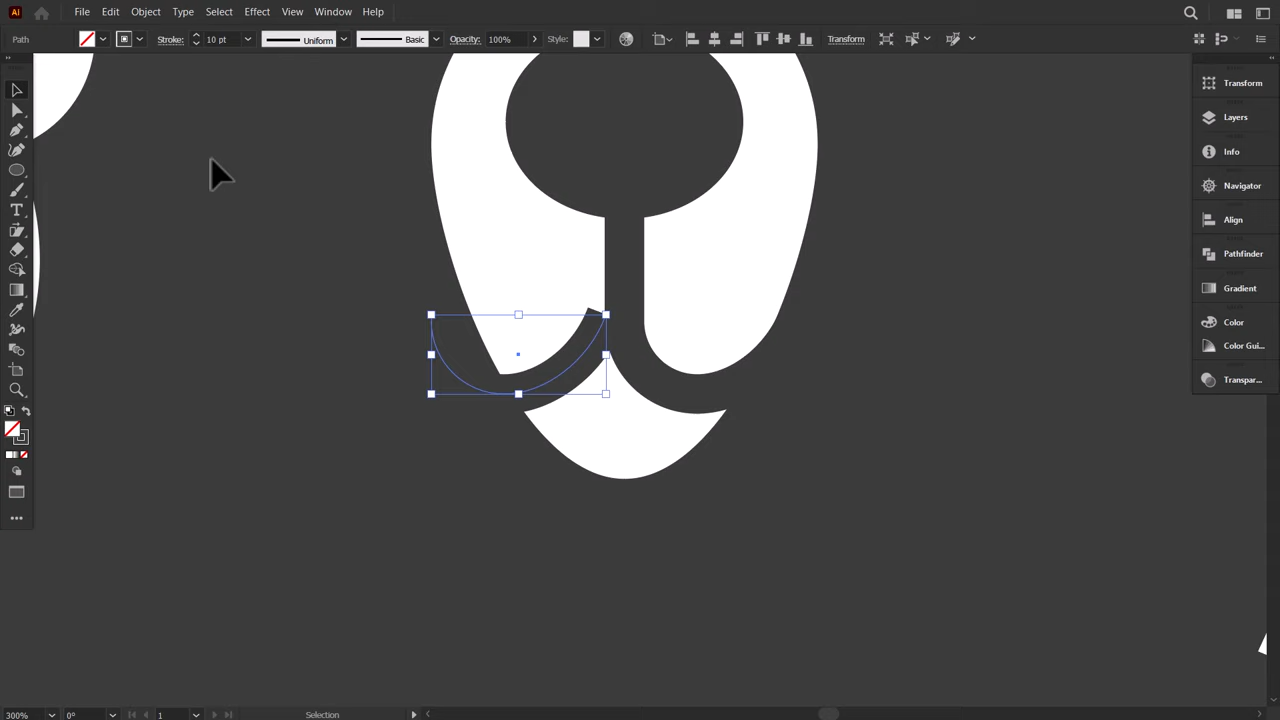 Ai File Edit Object Type Select Effect View Window Help
Path Stroke: 10 pt Uniform Basic Opacity: 100% Style: Transform
Transform
Layers
Info
Navigator
Align
Pathfinder
Gradient
Color
Color Gui...
Transpar...
300% 0° 1 Selection